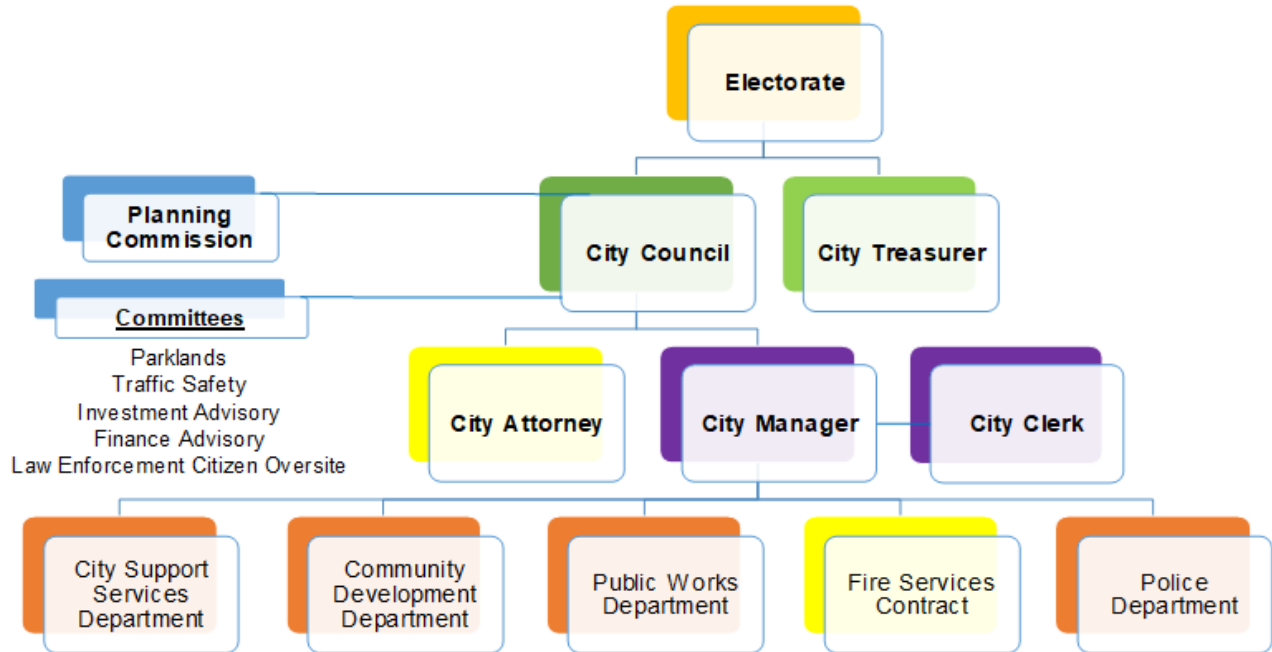 Electorate
Planning
Commission
City Council
City Treasurer
Committees
Parklands
Traffic Safety
Investment Advisory
Finance Advisory
Law Enforcement Citizen Oversite
City Attorney
City Manager
City Clerk
City Support
Services
Department
Community
Development
Department
Public Works
Department
Fire Services
Contract
Police
Department